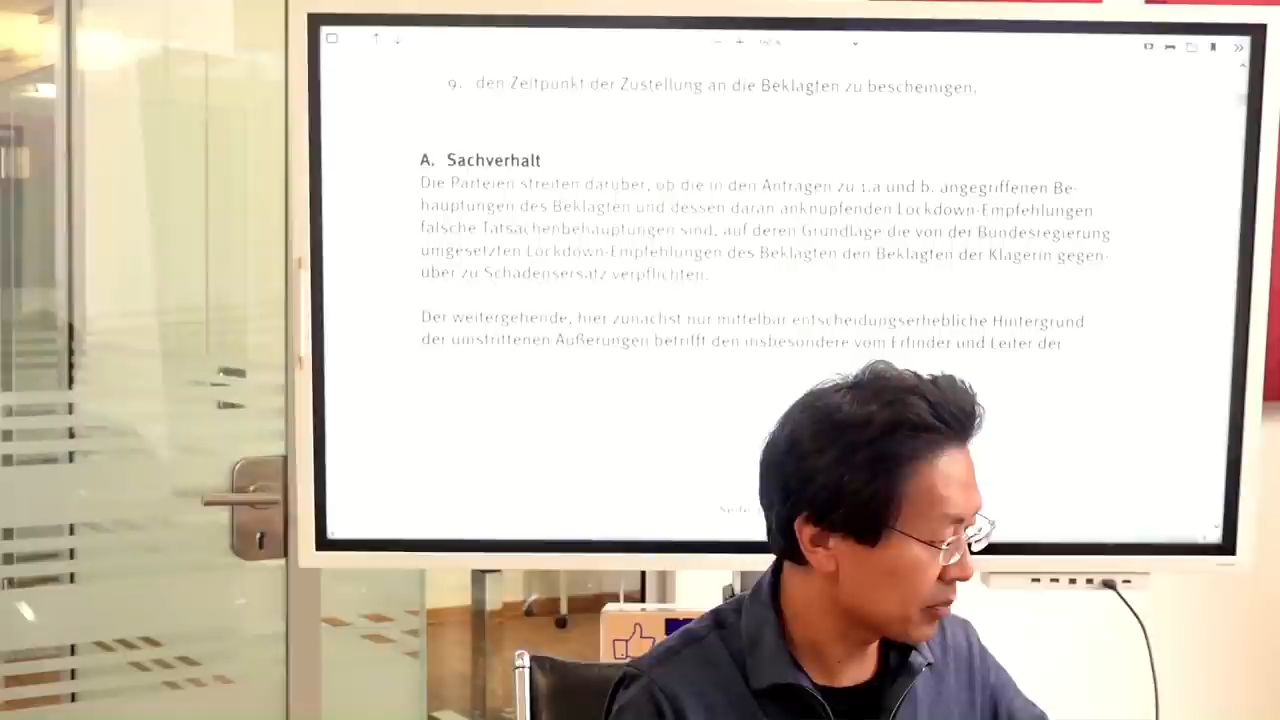 9. den Zeitpunkt der Zustellung an die Beklagten zu bescheinigen.
A. Sachverhalt
Die Parteien streiten darüber, ob die in den Anträgen zu 1.a und b. angegriffenen Be-
hauptungen des Beklagten und dessen daran anknüpfenden Lockdown-Empfehlungen
falsche Tatsachenbehauptungen sind, auf deren Grundlage die von der Bundesregierung
umgesetzten Lockdown-Empfehlungen des Beklagten den Beklagten der Klägerin gegen-
über zu Schadensersatz verpflichten.
Der weitergehende, hier zunächst nur mittelbar entscheidungserhebliche Hintergrund
der umstrittenen Äußerungen betrifft den insbesondere vom Erfinder und Leiter der
Seite